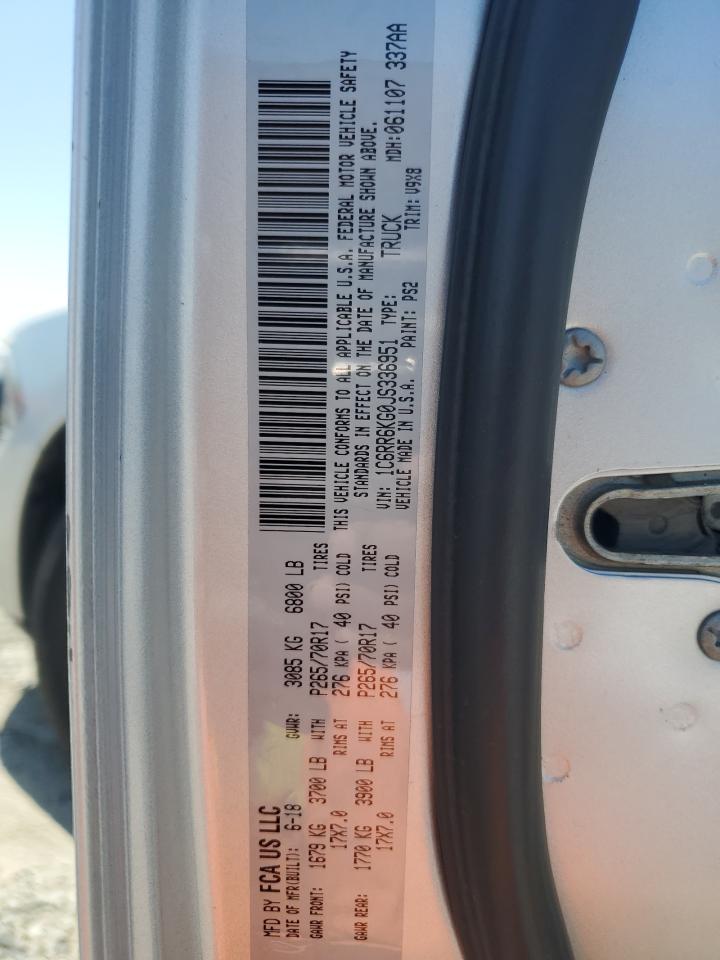 MFD BY FCA US LLC
DATE OF MFR(BUILT): 6-18 GVWR: 3085 KG 6800 LB
GAWR FRONT: 1679 KG 3700 LB WITH P265/70R17 TIRES
17X7.0 RIMS AT 276 KPA ( 40 PSI) COLD
GAWR REAR: 1770 KG 3900 LB WITH P265/70R17 TIRES
17X7.0 RIMS AT 276 KPA ( 40 PSI) COLD
THIS VEHICLE CONFORMS TO ALL APPLICABLE U.S.A. FEDERAL MOTOR VEHICLE SAFETY
STANDARDS IN EFFECT ON THE DATE OF MANUFACTURE SHOWN ABOVE.
VIN: 1C6RR6KG0JS336951 TYPE: TRUCK MDH:061107 337AA
VEHICLE MADE IN U.S.A. PAINT: PS2 TRIM: V9X8